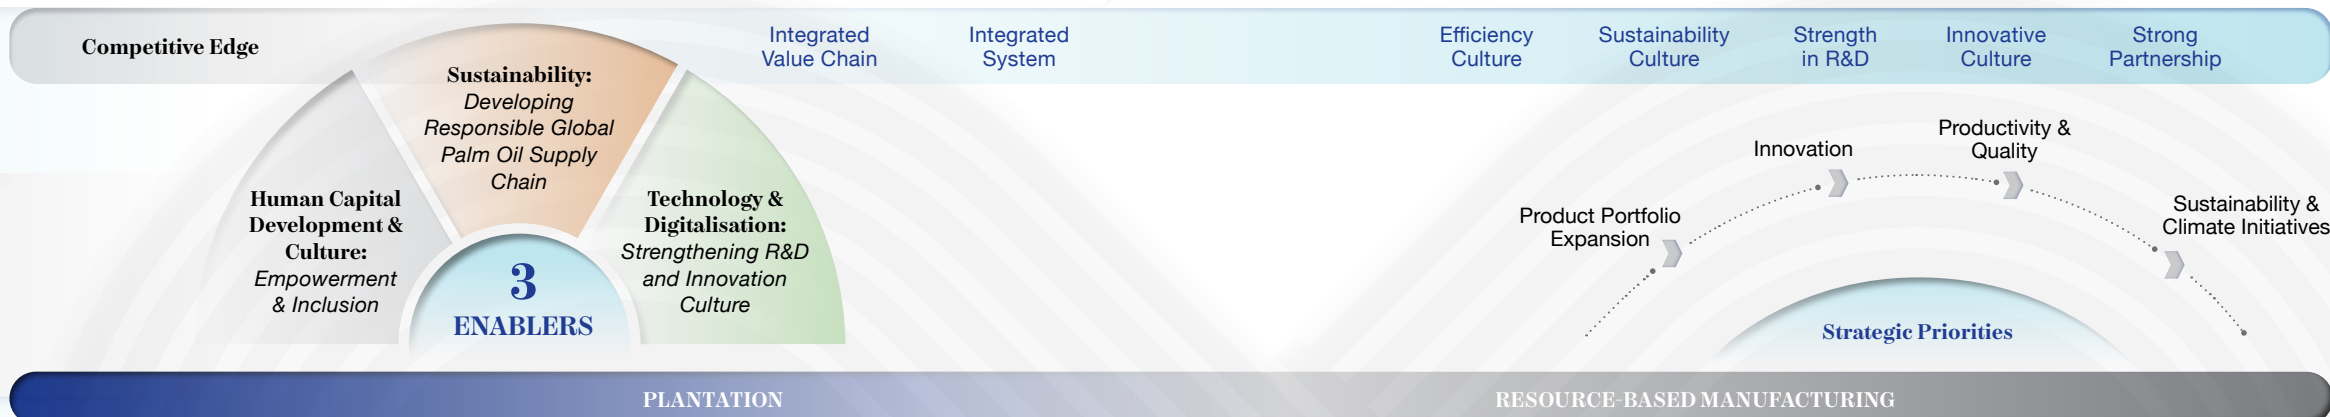 Competitive Edge
Integrated
Value Chain
Integrated
System
Efficiency
Culture
Sustainability
Culture
Strength
in R&D
Innovative
Culture
Strong
Partnership
Human Capital
Development &
Culture:
Empowerment
& Inclusion
Sustainability:
Developing
Responsible Global
Palm Oil Supply
Chain
Technology &
Digitalisation:
Strengthening R&D
and Innovation
Culture
3
ENABLERS
Product Portfolio
Expansion
Innovation
Productivity &
Quality
Sustainability &
Climate Initiatives
Strategic Priorities
PLANTATION
RESOURCE-BASED MANUFACTURING